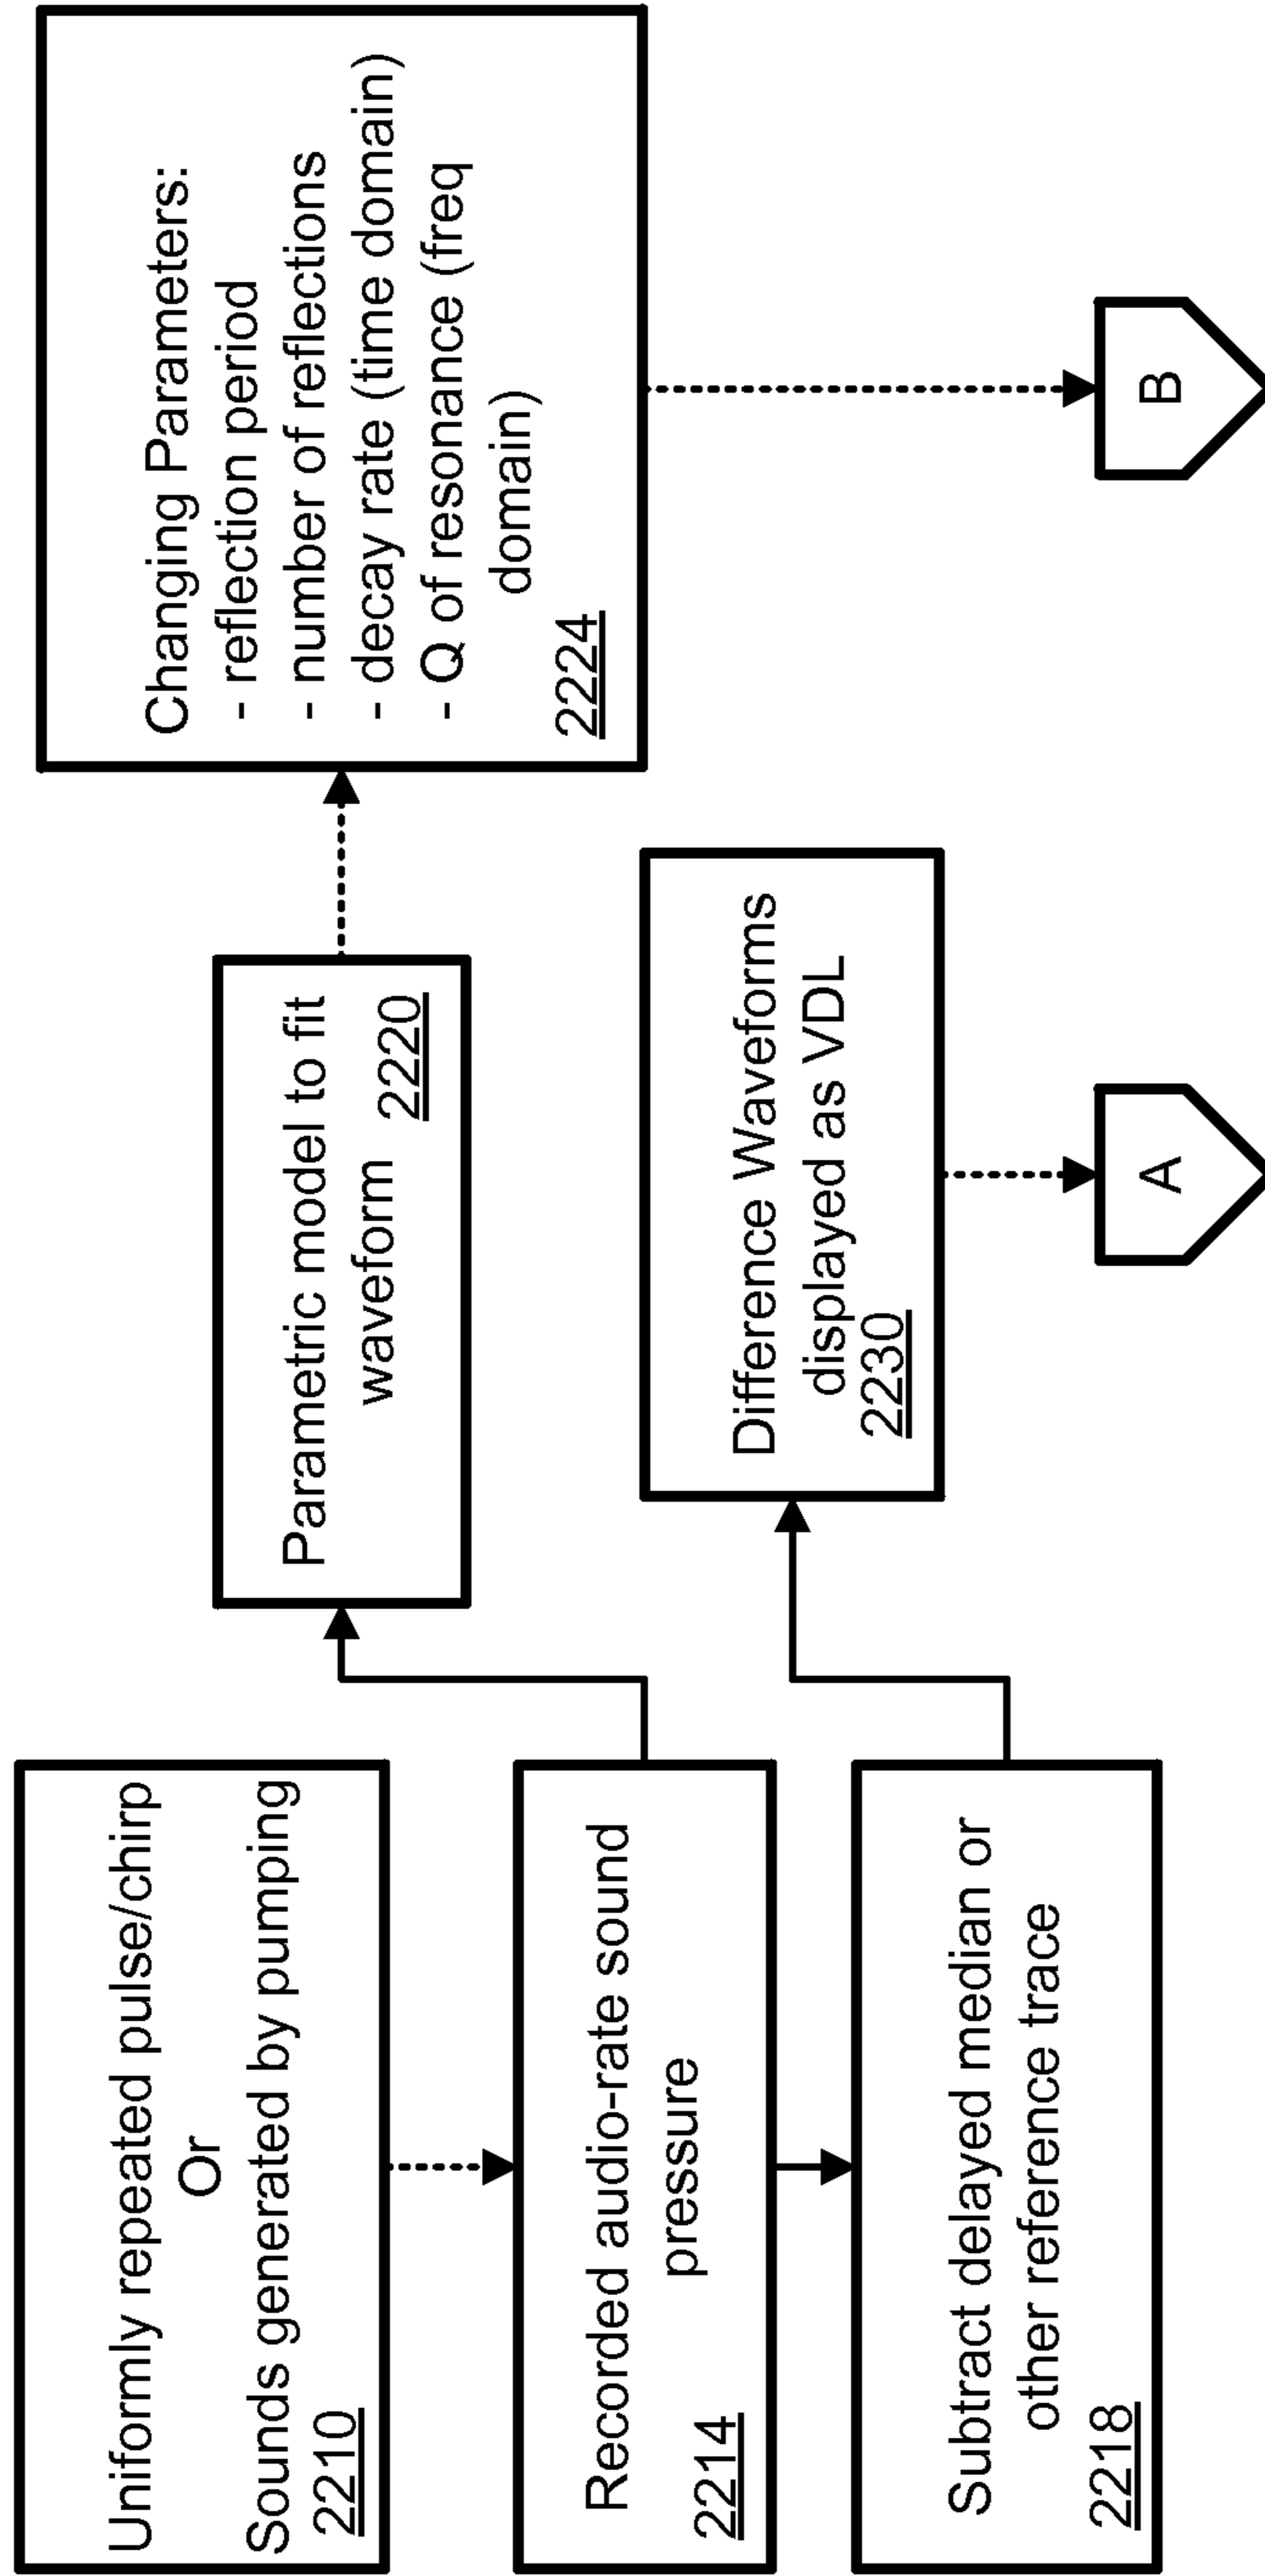 Uniformly repeated pulse/chirp
Or
Sounds generated by pumping
2210
Recorded audio-rate sound
pressure
2214
Subtract delayed median or
other reference trace
2218
Parametric model to fit
waveform 2220
Difference Waveforms
displayed as VDL
2230
Changing Parameters:
- reflection period
- number of reflections
- decay rate (time domain)
- Q of resonance (freq
domain)
2224
A
B